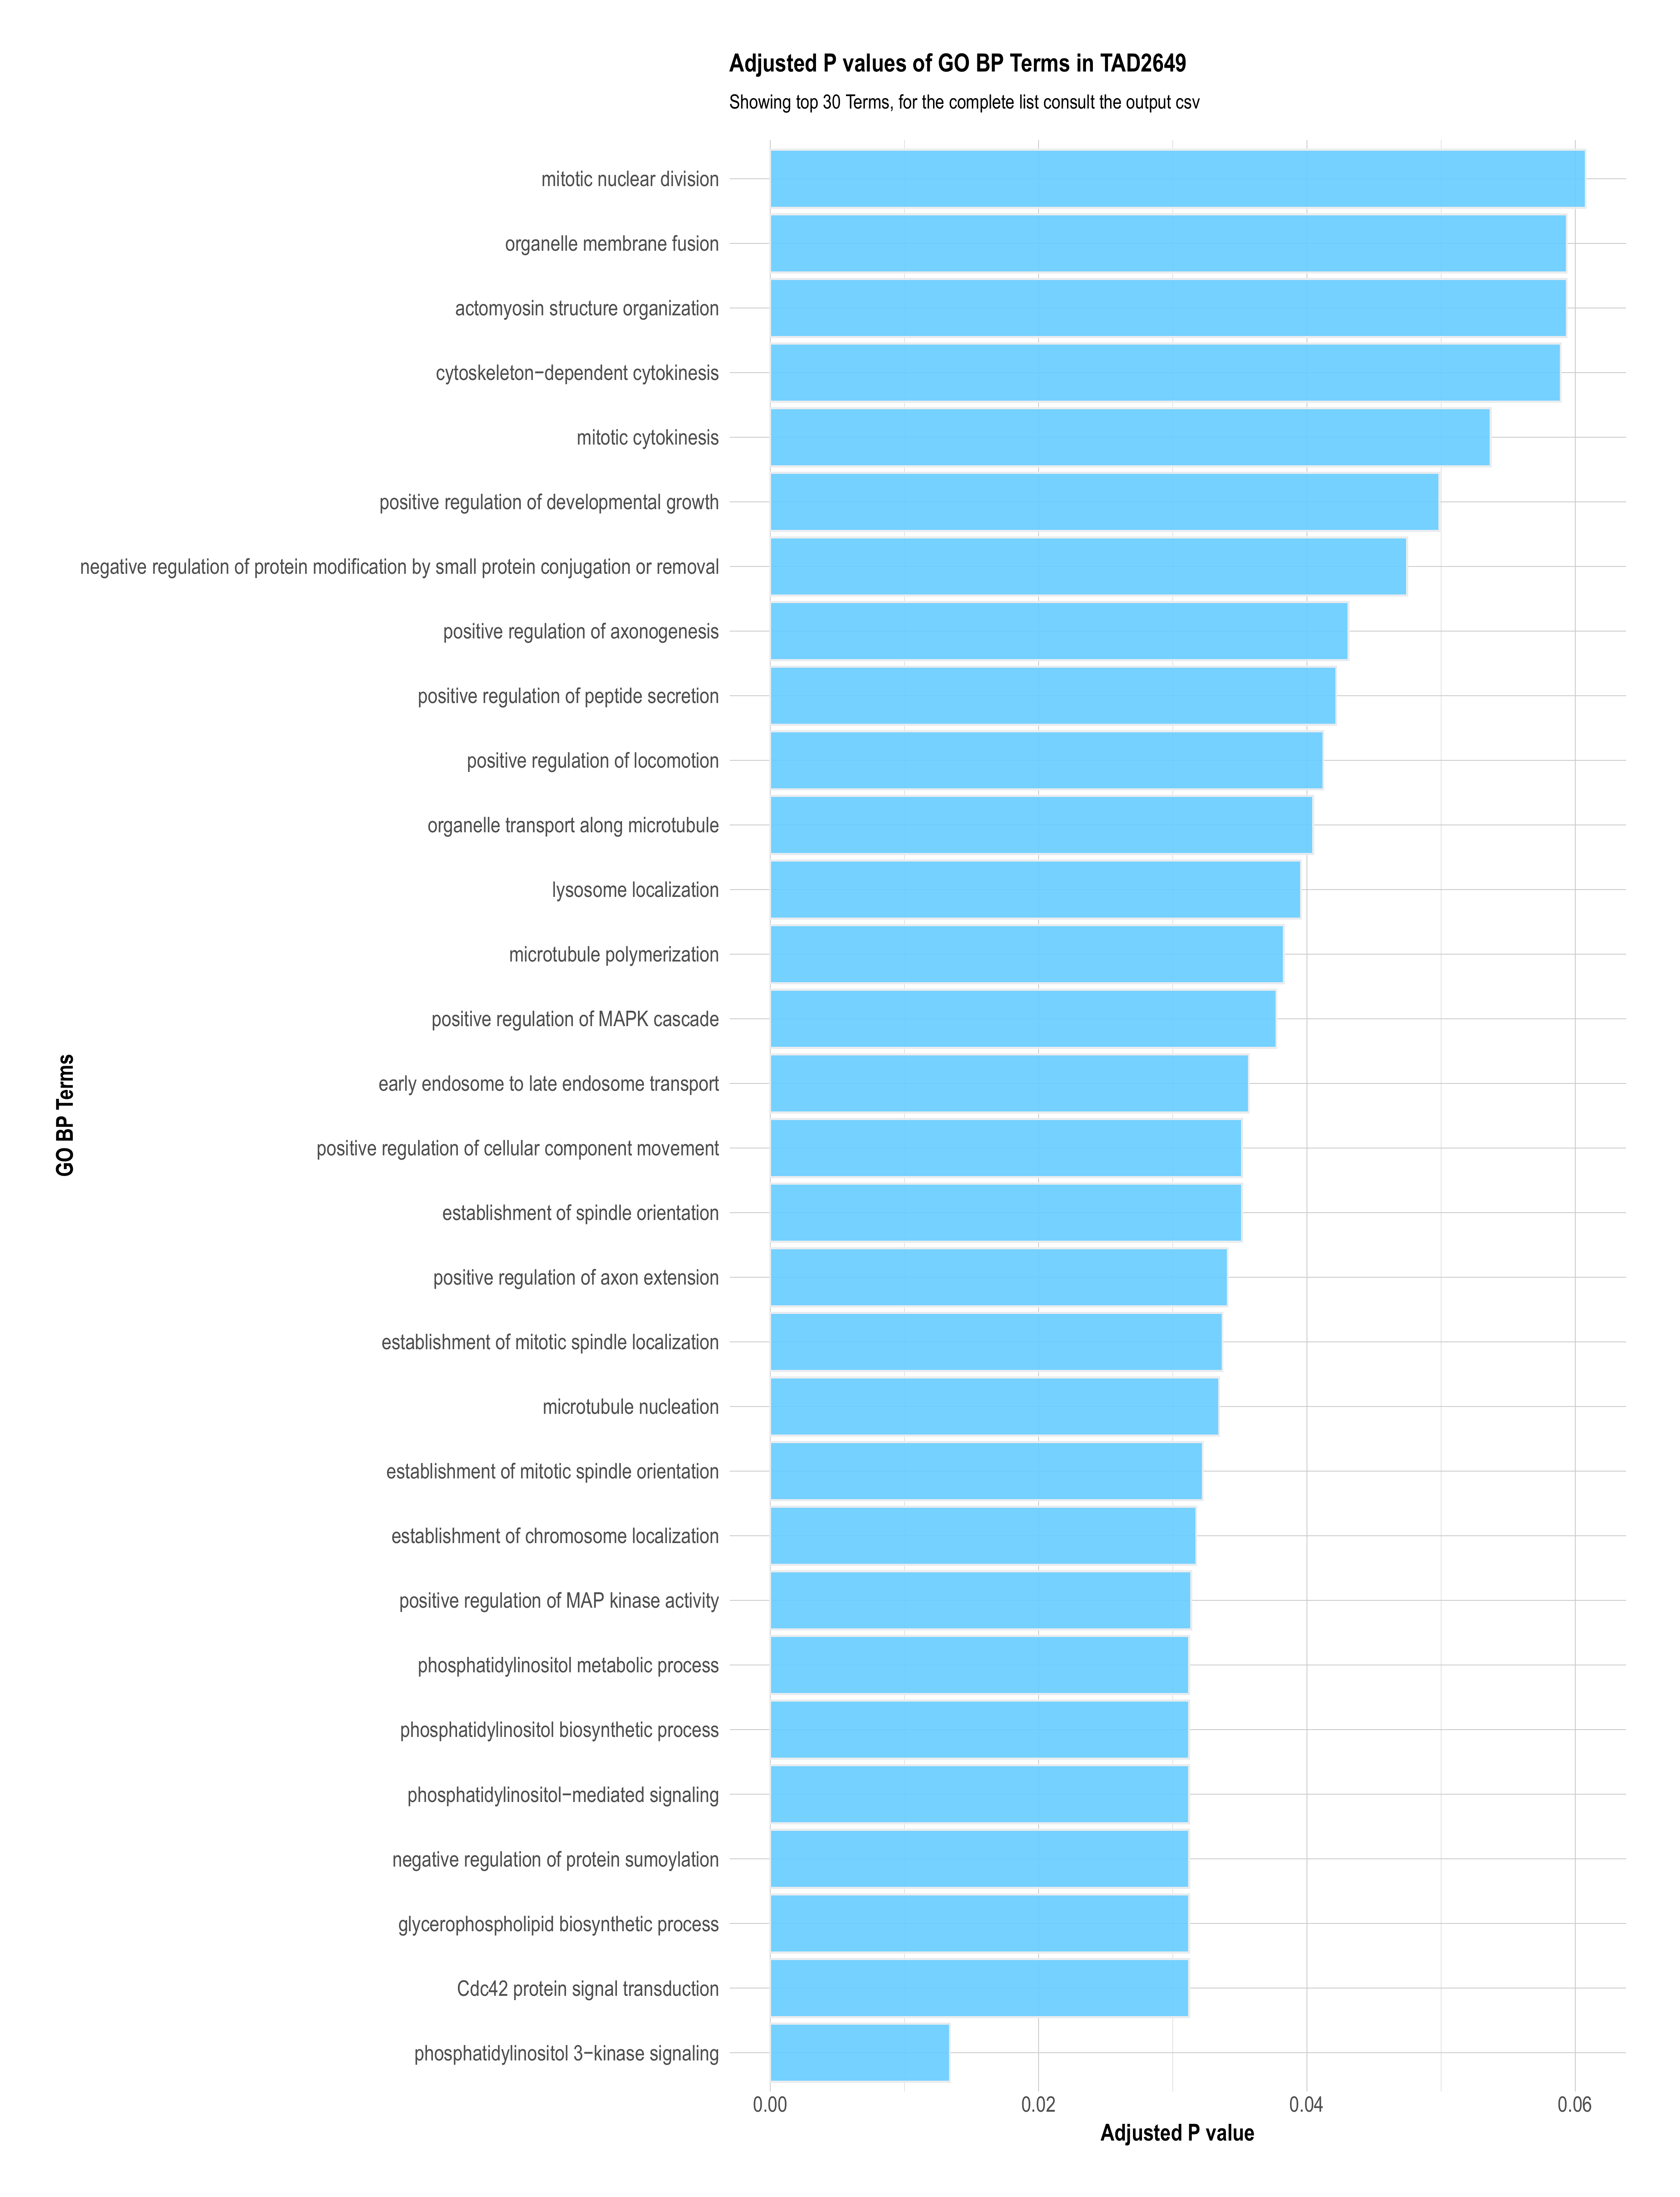 Adjusted P values of GO BP Terms in TAD2649
Showing top 30 Terms, for the complete list consult the output csv
mitotic nuclear division
organelle membrane fusion
actomyosin structure organization
cytoskeleton−dependent cytokinesis
mitotic cytokinesis
positive regulation of developmental growth
negative regulation of protein modification by small protein conjugation or removal
positive regulation of axonogenesis
positive regulation of peptide secretion
positive regulation of locomotion
organelle transport along microtubule
lysosome localization
microtubule polymerization
positive regulation of MAPK cascade
early endosome to late endosome transport
positive regulation of cellular component movement
establishment of spindle orientation
positive regulation of axon extension
establishment of mitotic spindle localization
microtubule nucleation
establishment of mitotic spindle orientation
establishment of chromosome localization
positive regulation of MAP kinase activity
phosphatidylinositol metabolic process
phosphatidylinositol biosynthetic process
phosphatidylinositol−mediated signaling
negative regulation of protein sumoylation
glycerophospholipid biosynthetic process
Cdc42 protein signal transduction
phosphatidylinositol 3−kinase signaling
GO BP Terms
0.00 0.02 0.04 0.06
Adjusted P value